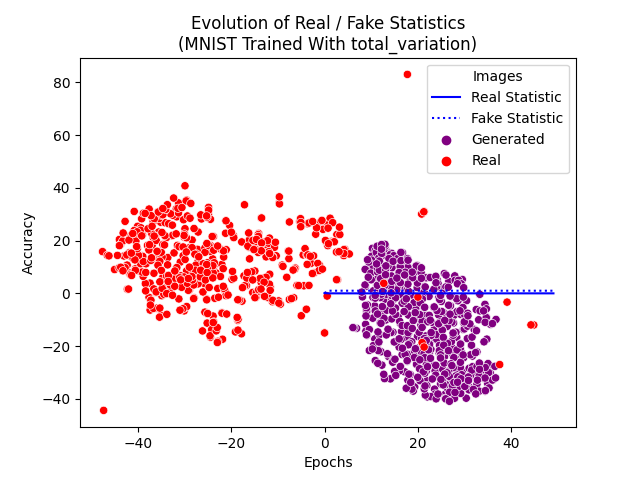 Evolution of Real / Fake Statistics
(MNIST Trained With total_variation)
Images
Real Statistic
Fake Statistic
Generated
Real
80
60
40
20
0
−20
−40
Accuracy
−40
−20
0
20
40
Epochs